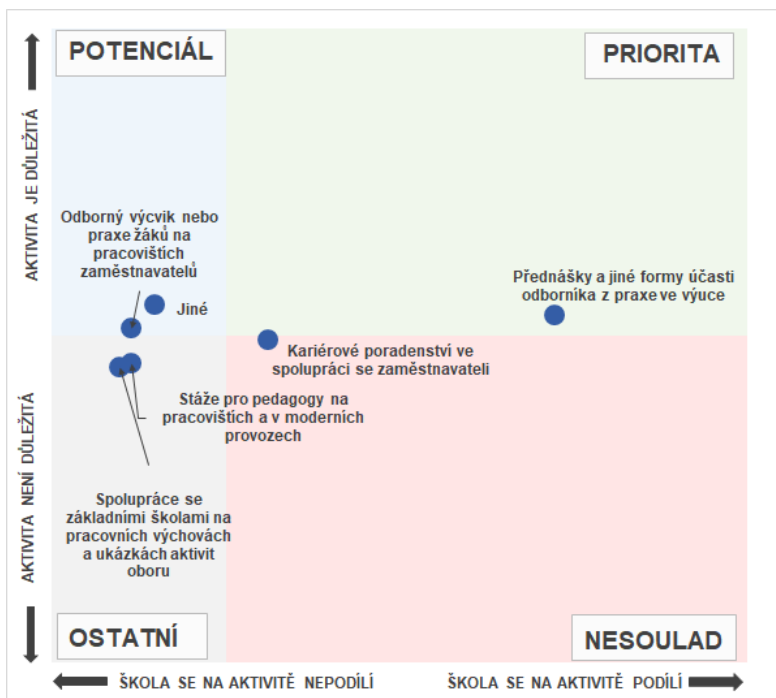 POTENCIÁL
PRIORITA
AKTIVITA JE DŮLEŽITÁ
Odborný výcvik nebo
praxe žáků na
pracovištích
zaměstnavatelů
Jiné
Přednášky a jiné formy účasti
odborníka z praxe ve výuce
Kariérové poradenství ve
spolupráci se zaměstnavateli
Stáže pro pedagogy na
pracovištích a v moderních
provozech
AKTIVITA NENÍ DŮLEŽITÁ
Spolupráce se
základními školami na
pracovních výchovách
a ukázkách aktivit
oboru
OSTATNÍ
NESOULAD
ŠKOLA SE NA AKTIVITĚ NEPODÍLÍ
ŠKOLA SE NA AKTIVITĚ PODÍLÍ